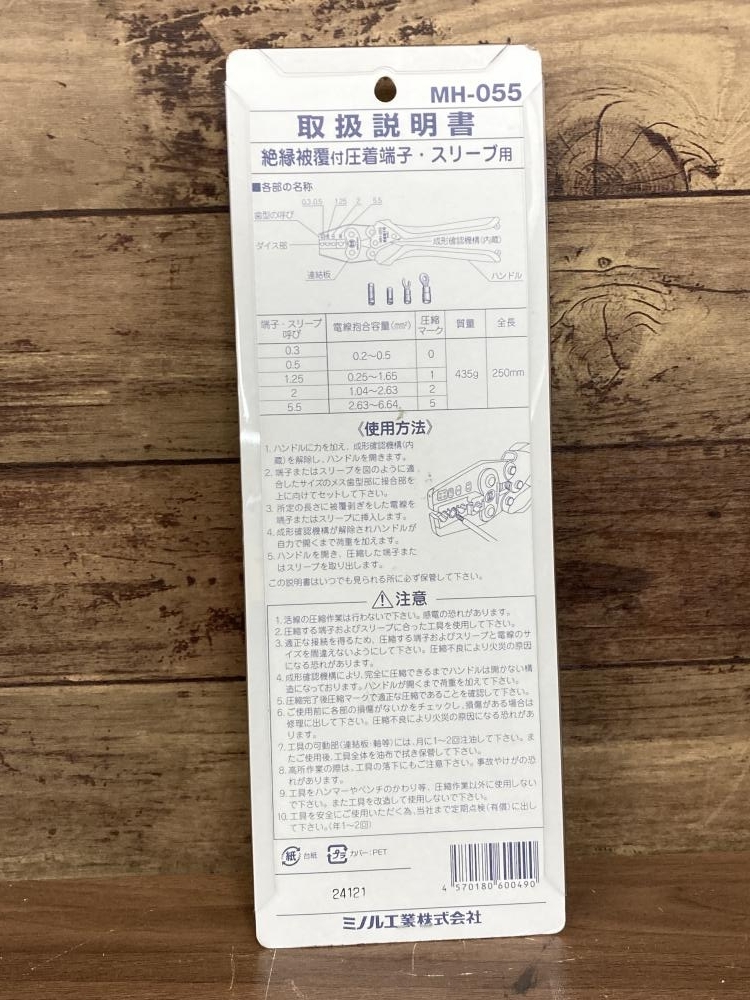 MH-055
取扱説明書
絶縁被覆付圧着端子・スリーブ用
■各部の名称
0.3 0.5 1.25 2 5.5
歯型の呼び
ダイス部
成形確認機構(内蔵)
連結板
ハンドル
端子・スリーブ呼び 電線抱合容量(mm²) 圧縮マーク 質量 全長
0.3 0.2~0.5 0 435g 250mm
0.5
1.25 0.25~1.65 1
2 1.04~2.63 2
5.5 2.63~6.64 5
《使用方法》
1. ハンドルに力を加え、成形確認機構(内
蔵)を解除し、ハンドルを開きます。
2. 端子またはスリーブを図のように適
合したサイズのメス歯型部に接合部を
上に向けてセットして下さい。
3. 所定の長さに被覆剥ぎをした電線を
端子またはスリーブに挿入します。
4. 成形確認機構が解除されハンドルが
自力で開くまで荷重を加えます。
5. ハンドルを開き、圧縮した端子また
はスリーブを取り出します。
この説明書はいつでも見られる所に必ず保管して下さい。
⚠注意
1. 活線の圧縮作業は行わないで下さい。感電の恐れがあります。
2. 圧縮する端子およびスリーブに合った工具を使用して下さい。
3. 適正な接続を得るため、圧縮する端子およびスリーブと電線のサ
イズを間違えないようにして下さい。圧縮不良により火災の原因
になる恐れがあります。
4. 成形確認機構により、完全に圧縮できるまでハンドルは開かない構
造になっております。ハンドルが開くまで荷重を加えて下さい。
5. 圧縮完了後圧縮マークで適正な圧縮であることを確認して下さい。
6. ご使用前に各部の損傷がないかをチェックし、損傷がある場合は
修理に出して下さい。圧縮不良により火災の原因になる恐れがあ
ります。
7. 工具の可動部(連結板・軸等)には、月に1~2回注油して下さい。ま
たご使用後、工具全体を油布で拭き保管して下さい。
8. 高所作業の際は、工具の落下にもご注意下さい。事故やけがの恐
れがあります。
9. 工具をハンマーやペンチのかわり等、圧縮作業以外に使用しない
で下さい。また工具を改造して使用しないで下さい。
10. 工具を安全にご使用いただく為、当社まで定期点検(有償)に出し
て下さい。(年1~2回)
紙 台紙 プラ カバー:PET
4 570180 600490
24121
ミノル工業株式会社